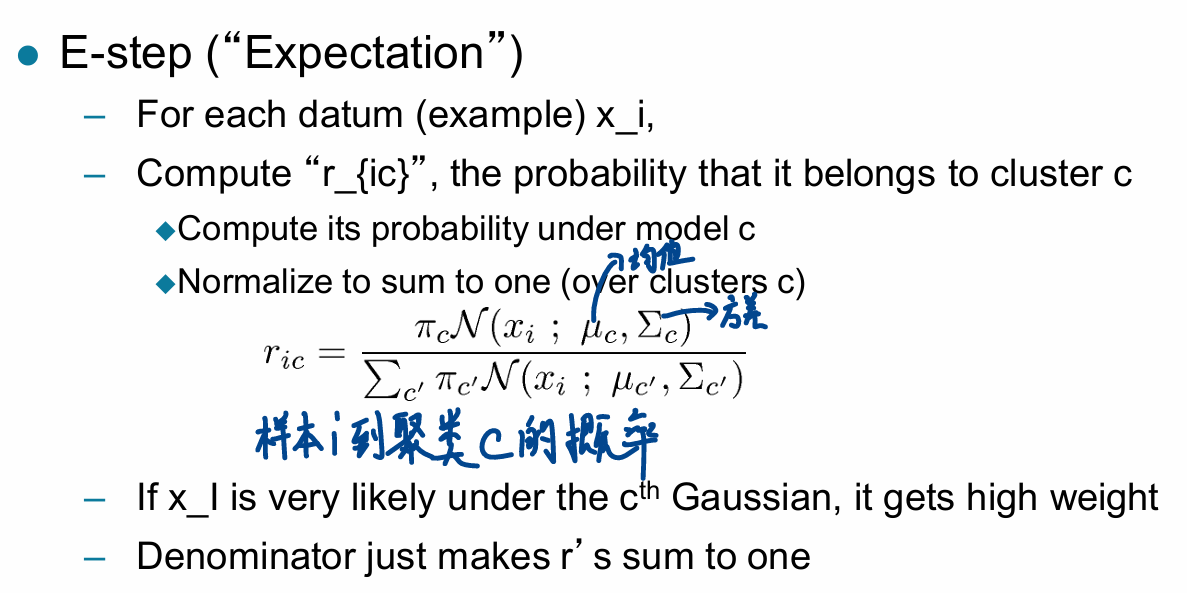 ● E-step (“Expectation”)
– For each datum (example) x_i,
– Compute “r_{ic}”, the probability that it belongs to cluster c
◆Compute its probability under model c
均值
◆Normalize to sum to one (over clusters c)
方差
r_{ic} = \frac{\pi_c \mathcal{N}(x_i ; \mu_c, \Sigma_c)}{\sum_{c'} \pi_{c'} \mathcal{N}(x_i ; \mu_{c'}, \Sigma_{c'})}
样本i到聚类C的概率
– If x_I is very likely under the c^{th} Gaussian, it gets high weight
– Denominator just makes r’s sum to one